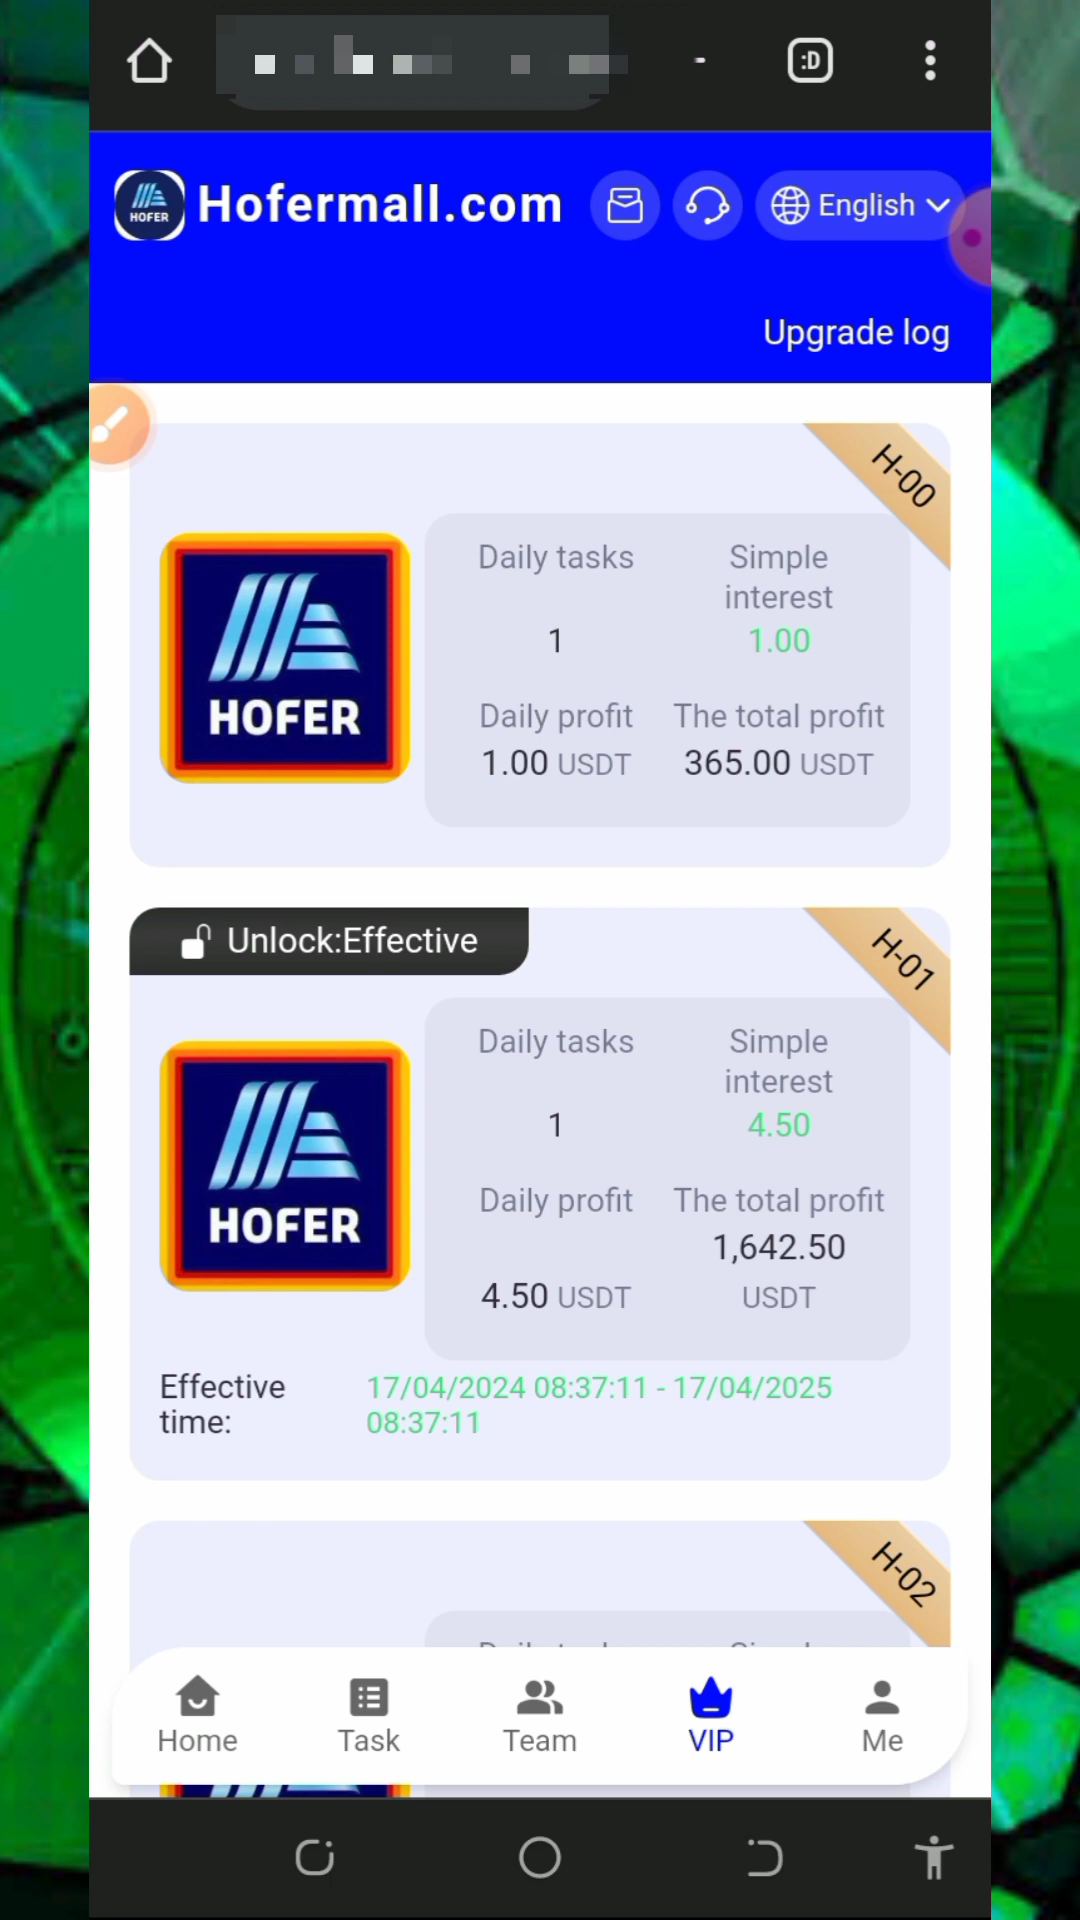 :D
HOFER
Hofermall.com
English
Upgrade log
H-00
Daily tasks
Simple interest
1
1.00
HOFER
Daily profit
The total profit
1.00 USDT
365.00 USDT
Unlock:Effective
H-01
Daily tasks
Simple interest
1
4.50
HOFER
Daily profit
The total profit
4.50 USDT
1,642.50 USDT
Effective time:
17/04/2024 08:37:11 - 17/04/2025 08:37:11
H-02
Home
Task
Team
VIP
Me